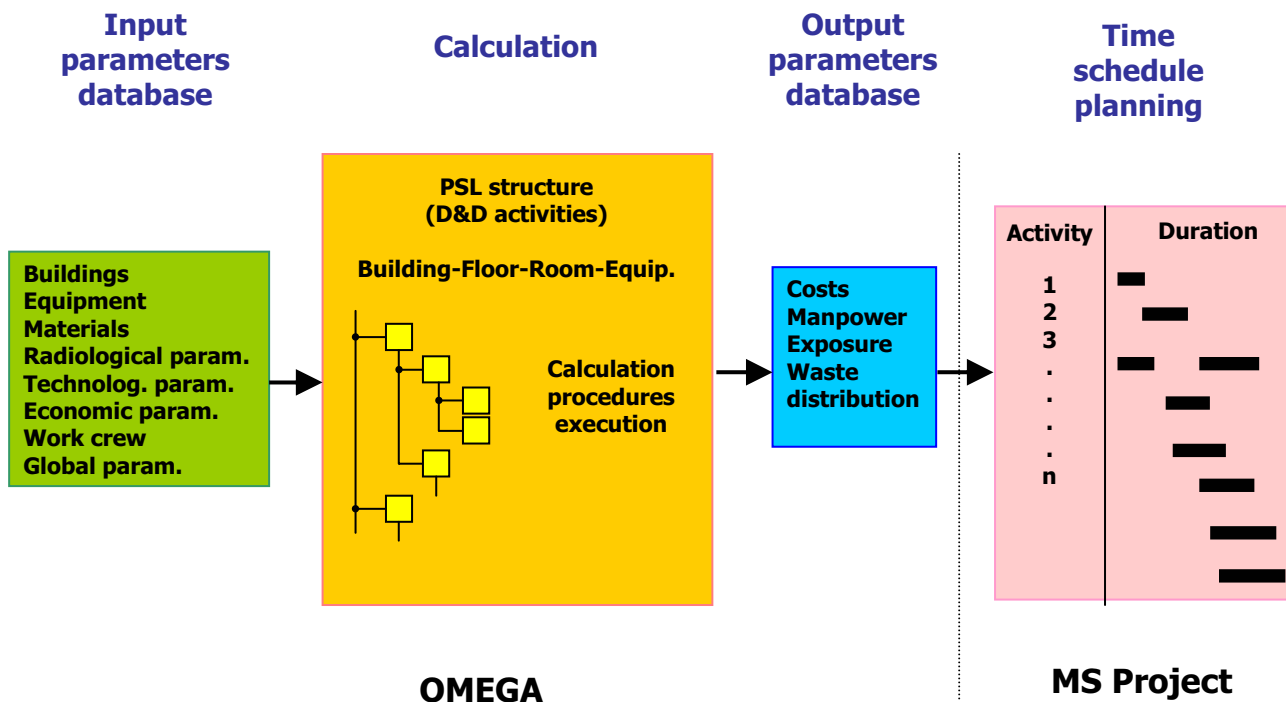 Input
parameters
database
Calculation
Output
parameters
database
Time
schedule
planning
Buildings
Equipment
Materials
Radiological param.
Technolog. param.
Economic param.
Work crew
Global param.
PSL structure
(D&D activities)
Building-Floor-Room-Equip.
Calculation
procedures
execution
Costs
Manpower
Exposure
Waste
distribution
Activity
Duration
1
2
3
.
.
.
.
n
OMEGA
MS Project